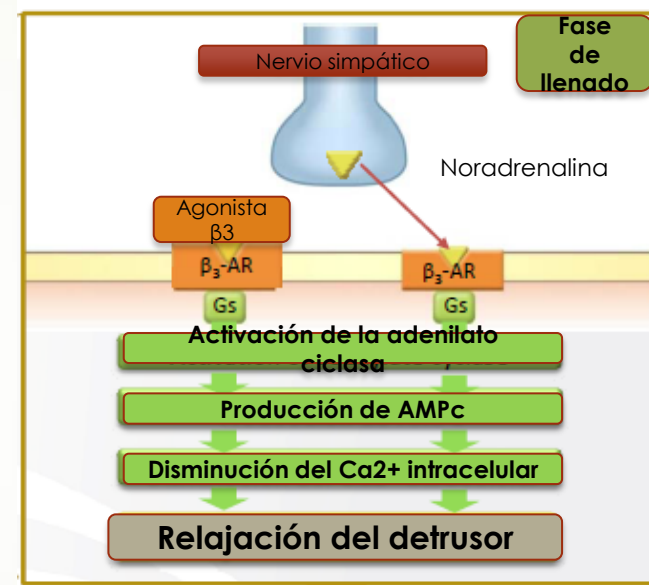 Fase
de
llenado
Nervio simpático
Noradrenalina
Agonista
β3
β₃-AR
β₃-AR
Gs
Gs
Activación de la adenilato
ciclasa
Producción de AMPc
Disminución del Ca2+ intracelular
Relajación del detrusor